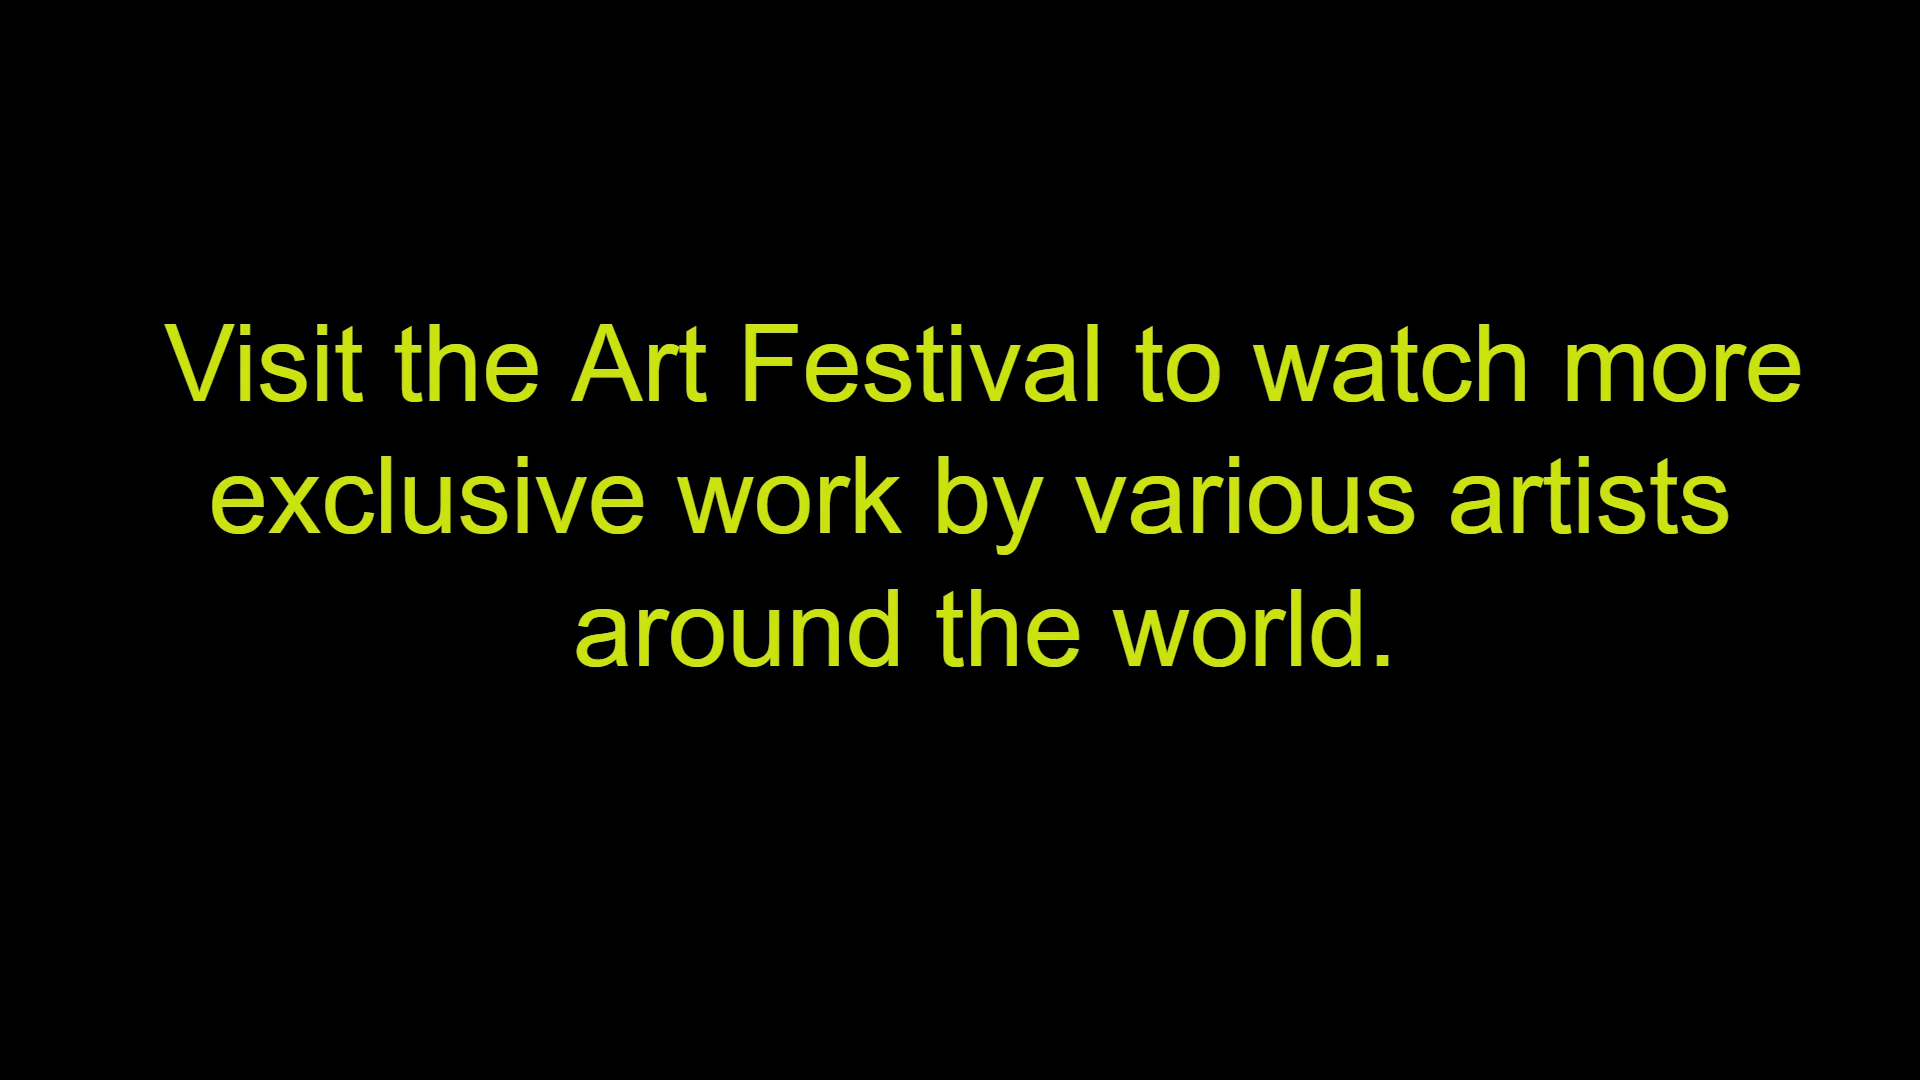 Visit the Art Festival to watch more
exclusive work by various artists
around the world.